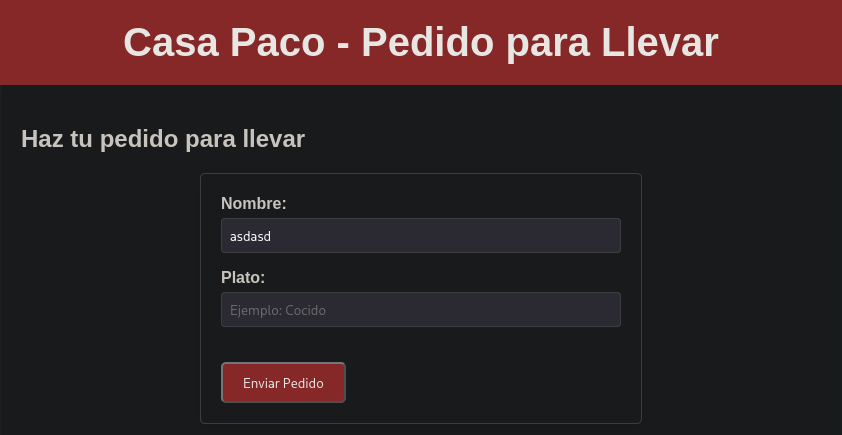 Casa Paco - Pedido para Llevar
Haz tu pedido para llevar
Nombre:
asdasd
Plato:
Ejemplo: Cocido
Enviar Pedido